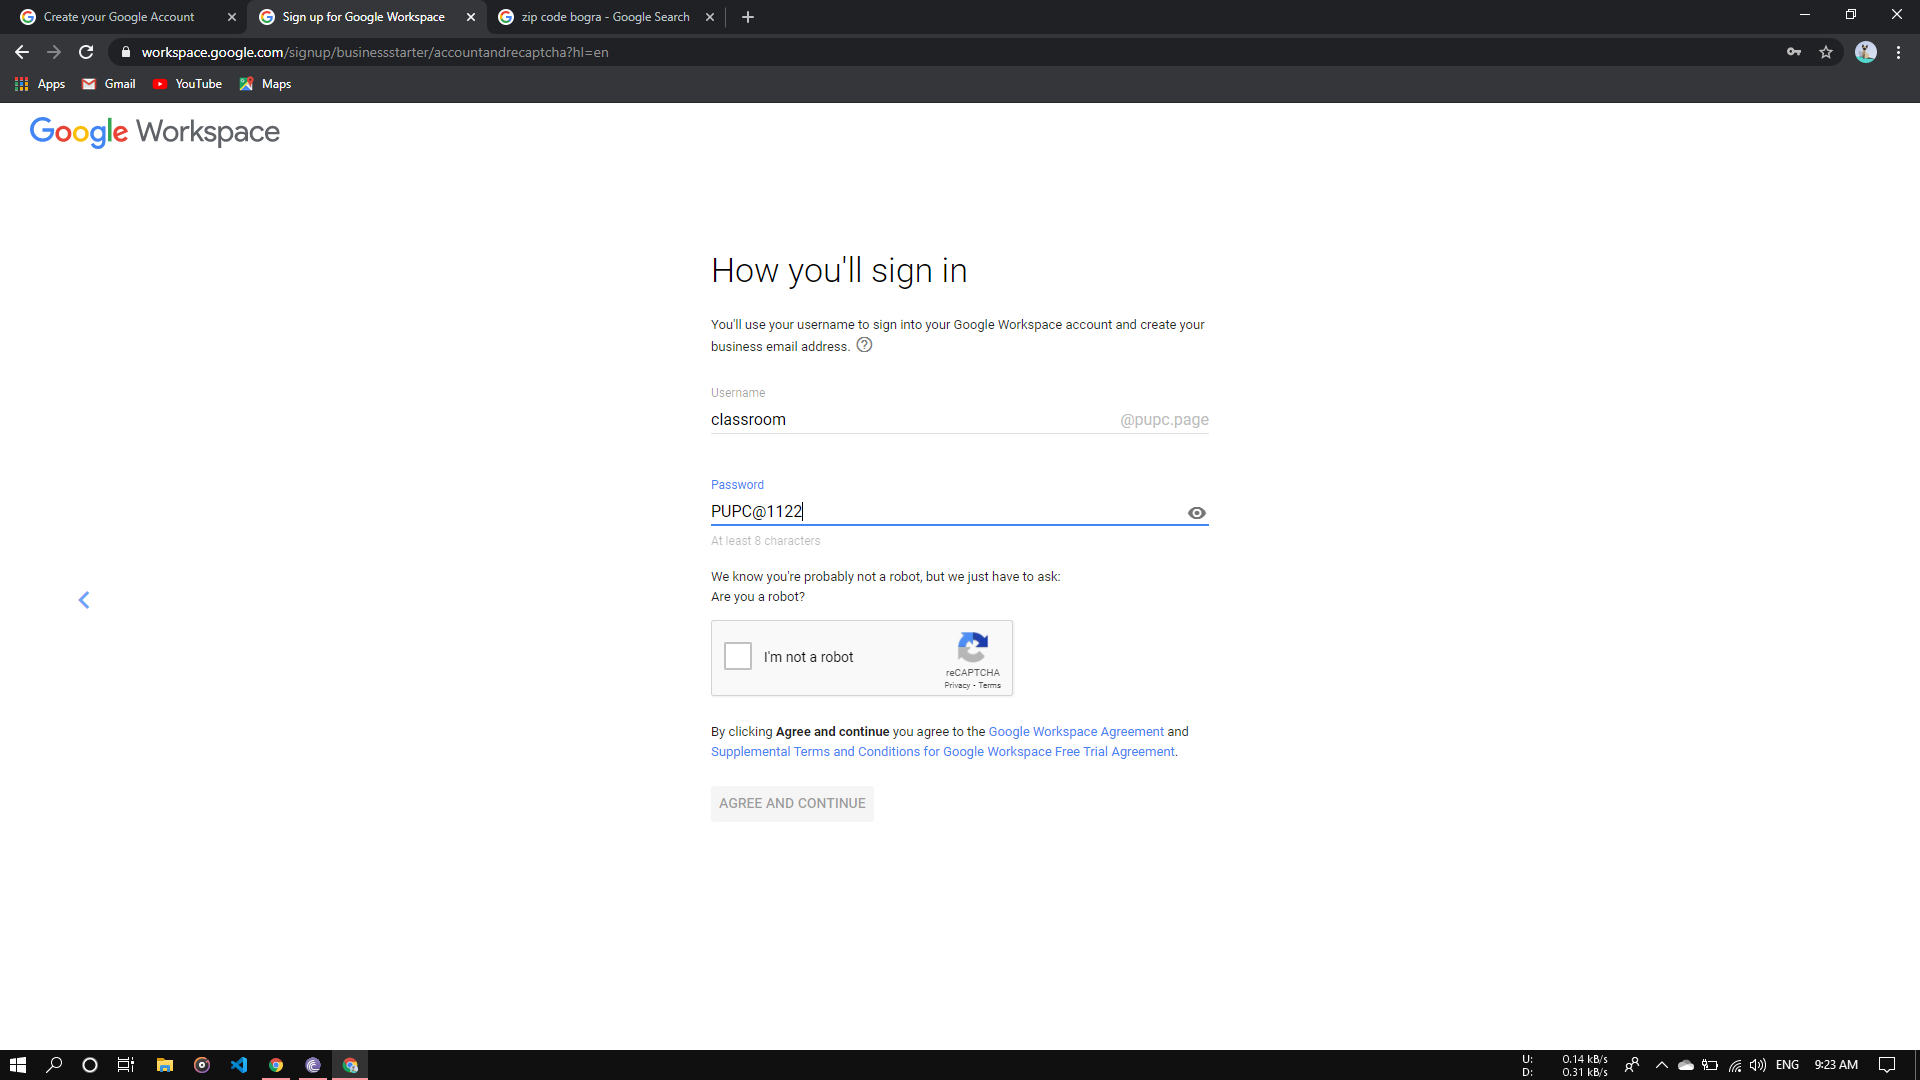 Create your Google Account
Sign up for Google Workspace
zip code bogra - Google Search
workspace.google.com/signup/businessstarter/accountandrecaptcha?hl=en
Apps
Gmail
YouTube
Maps
Google Workspace
How you'll sign in
You'll use your username to sign into your Google Workspace account and create your
business email address.
Username
classroom @pupc.page
Password
PUPC@1122
At least 8 characters
We know you're probably not a robot, but we just have to ask:
Are you a robot?
I'm not a robot
reCAPTCHA
Privacy - Terms
By clicking Agree and continue you agree to the Google Workspace Agreement and
Supplemental Terms and Conditions for Google Workspace Free Trial Agreement.
AGREE AND CONTINUE
U: 0.14 kB/s
D: 0.31 kB/s
ENG
9:23 AM